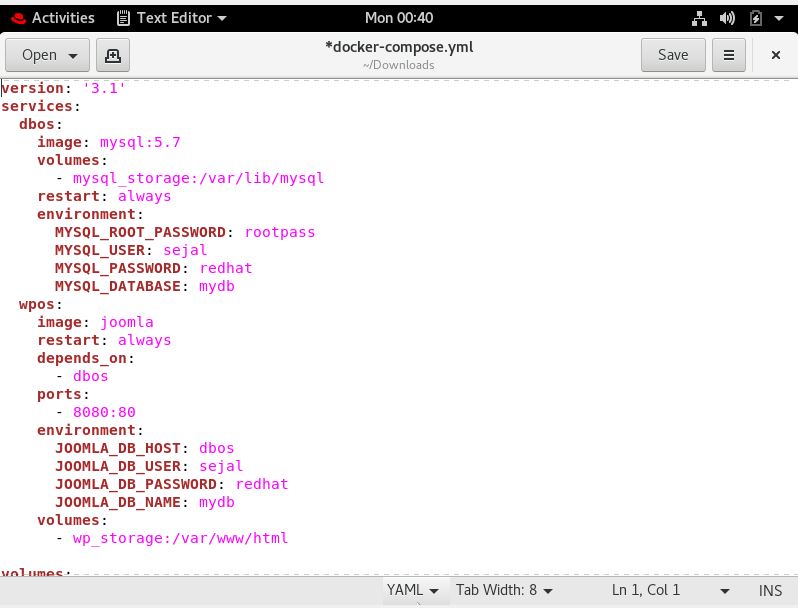 Activities Text Editor Mon 00:40
Open *docker-compose.yml Save
~/Downloads
version: '3.1'
services:
  dbos:
    image: mysql:5.7
    volumes:
      - mysql_storage:/var/lib/mysql
    restart: always
    environment:
      MYSQL_ROOT_PASSWORD: rootpass
      MYSQL_USER: sejal
      MYSQL_PASSWORD: redhat
      MYSQL_DATABASE: mydb
  wpos:
    image: joomla
    restart: always
    depends_on:
      - dbos
    ports:
      - 8080:80
    environment:
      JOOMLA_DB_HOST: dbos
      JOOMLA_DB_USER: sejal
      JOOMLA_DB_PASSWORD: redhat
      JOOMLA_DB_NAME: mydb
    volumes:
      - wp_storage:/var/www/html
volumes:
YAML Tab Width: 8 Ln 1, Col 1 INS